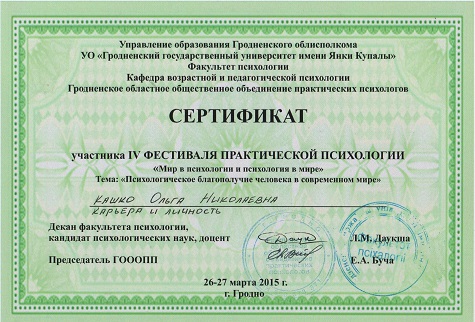 Управление образования Гродненского облисполкома
УО «Гродненский государственный университет имени Янки Купалы»
Факультет психологии
Кафедра возрастной и педагогической психологии
Гродненское областное общественное объединение практических психологов
СЕРТИФИКАТ
участника IV ФЕСТИВАЛЯ ПРАКТИЧЕСКОЙ ПСИХОЛОГИИ
«Мир в психологии и психология в мире»
Тема: «Психологическое благополучие человека в современном мире»
Кашко Ольга Николаевна
карьера и личность
Декан факультета психологии,
кандидат психологических наук, доцент
Л.М. Даукша
Председатель ГОООПП
Е.А. Буча
26-27 марта 2015 г.
г. Гродно
психалогіі